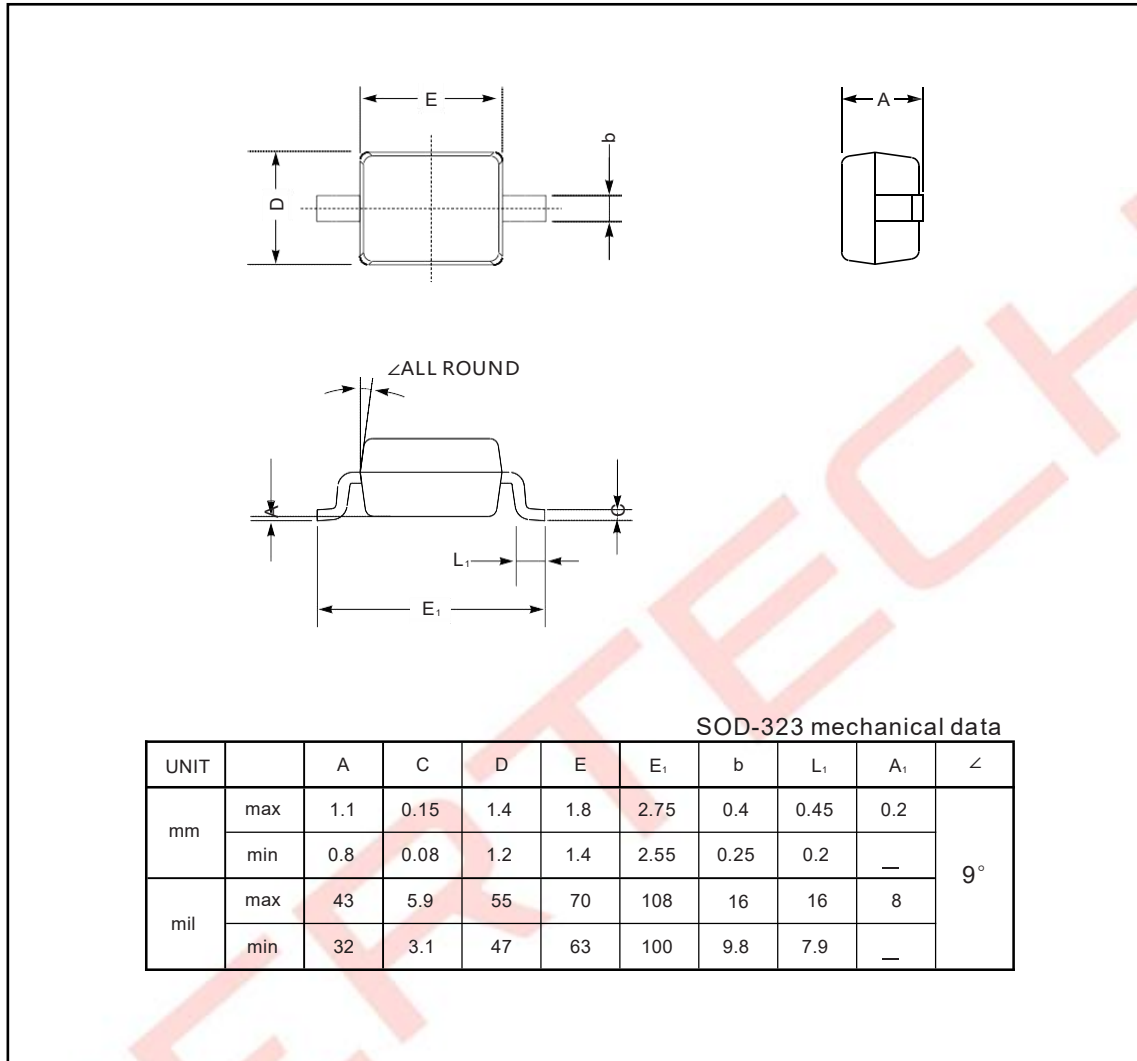 E
A
b
D
∠ALL ROUND
A
C
L₁
E₁
SOD-323 mechanical data
UNIT A C D E E₁ b L₁ A₁ ∠
mm max 1.1 0.15 1.4 1.8 2.75 0.4 0.45 0.2 9°
min 0.8 0.08 1.2 1.4 2.55 0.25 0.2 —
mil max 43 5.9 55 70 108 16 16 8
min 32 3.1 47 63 100 9.8 7.9 —
ERTECH